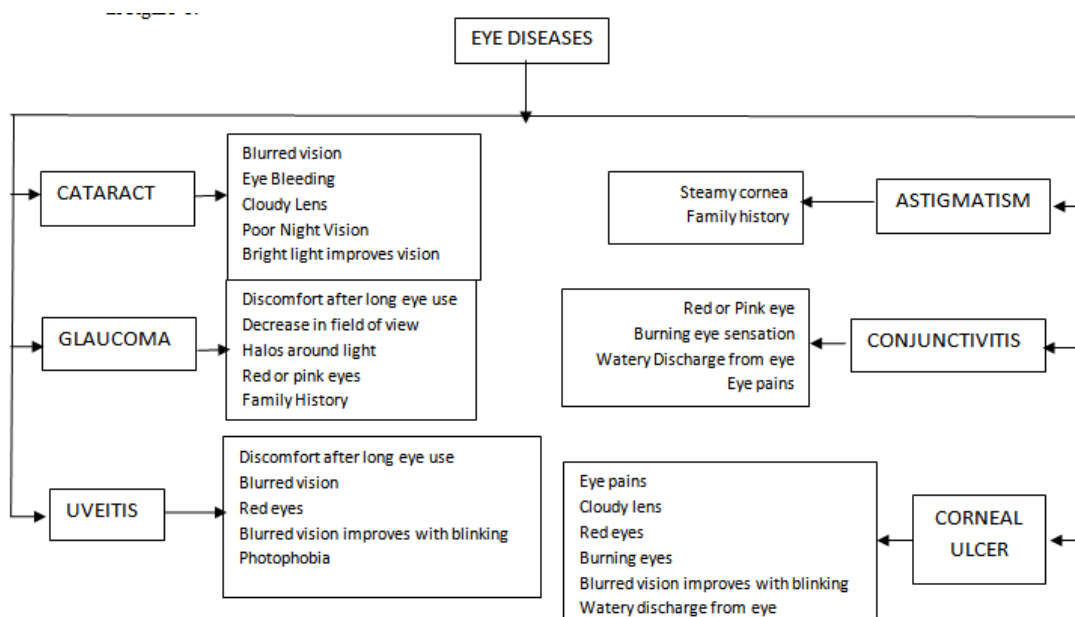 EYE DISEASES
CATARACT
Blurred vision
Eye Bleeding
Cloudy Lens
Poor Night Vision
Bright light improves vision
GLAUCOMA
Discomfort after long eye use
Decrease in field of view
Halos around light
Red or pink eyes
Family History
UVEITIS
Discomfort after long eye use
Blurred vision
Red eyes
Blurred vision improves with blinking
Photophobia
Steamy cornea
Family history
ASTIGMATISM
Red or Pink eye
Burning eye sensation
Watery Discharge from eye
Eye pains
CONJUNCTIVITIS
Eye pains
Cloudy lens
Red eyes
Burning eyes
Blurred vision improves with blinking
Watery discharge from eye
CORNEAL
ULCER